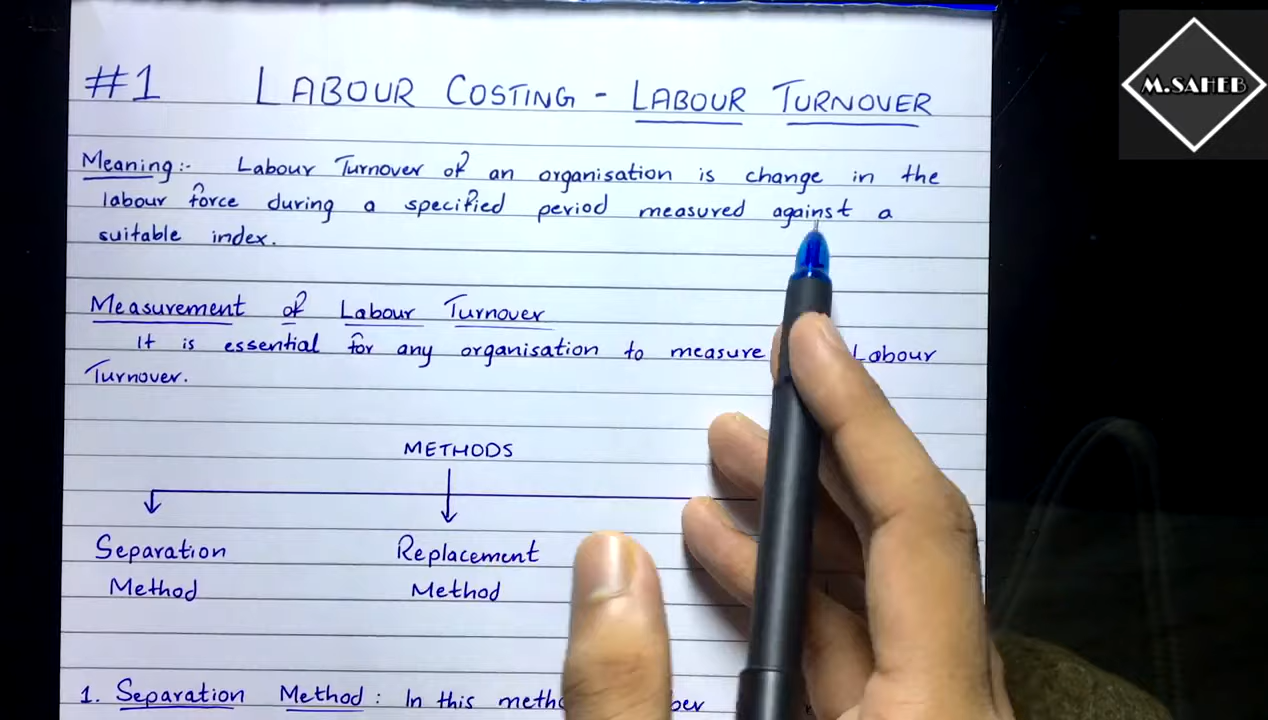 #1 LABOUR COSTING - LABOUR TURNOVER
M.SAHEB
Meaning:- Labour Turnover of an organisation is change in the
labour force during a specified period measured against a
suitable index.
Measurement of Labour Turnover
It is essential for any organisation to measure Labour
Turnover.
METHODS
Separation Replacement
Method Method
1. Separation Method: In this